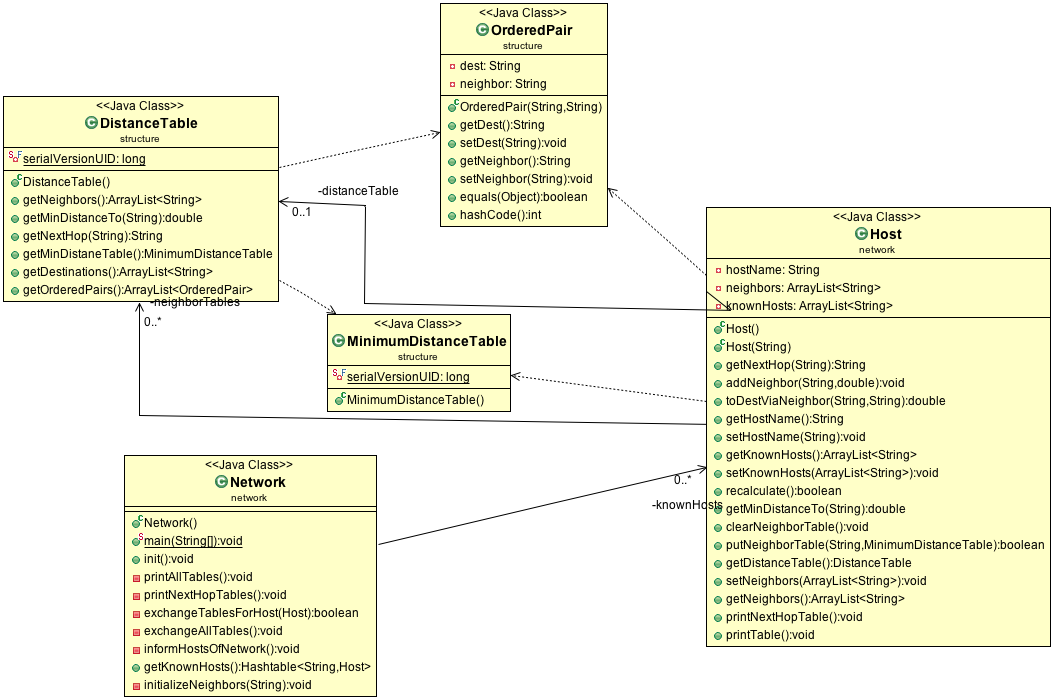 <<Java Class>>
OrderedPair
structure
dest: String
neighbor: String
OrderedPair(String,String)
getDest():String
setDest(String):void
getNeighbor():String
setNeighbor(String):void
equals(Object):boolean
hashCode():int
<<Java Class>>
DistanceTable
structure
serialVersionUID: long
DistanceTable()
getNeighbors():ArrayList<String>
getMinDistanceTo(String):double
getNextHop(String):String
getMinDistaneTable():MinimumDistanceTable
getDestinations():ArrayList<String>
getOrderedPairs():ArrayList<OrderedPair>
-distanceTable
0..1
-neighborTables
0..*
<<Java Class>>
MinimumDistanceTable
structure
serialVersionUID: long
MinimumDistanceTable()
<<Java Class>>
Host
network
hostName: String
neighbors: ArrayList<String>
knownHosts: ArrayList<String>
Host()
Host(String)
getNextHop(String):String
addNeighbor(String,double):void
toDestViaNeighbor(String,String):double
getHostName():String
setHostName(String):void
getKnownHosts():ArrayList<String>
setKnownHosts(ArrayList<String>):void
recalculate():boolean
getMinDistanceTo(String):double
clearNeighborTable():void
putNeighborTable(String,MinimumDistanceTable):boolean
getDistanceTable():DistanceTable
setNeighbors(ArrayList<String>):void
getNeighbors():ArrayList<String>
printNextHopTable():void
printTable():void
0..*
-knownHosts
<<Java Class>>
Network
network
Network()
main(String[]):void
init():void
printAllTables():void
printNextHopTables():void
exchangeTablesForHost(Host):boolean
exchangeAllTables():void
informHostsOfNetwork():void
getKnownHosts():Hashtable<String,Host>
initializeNeighbors(String):void